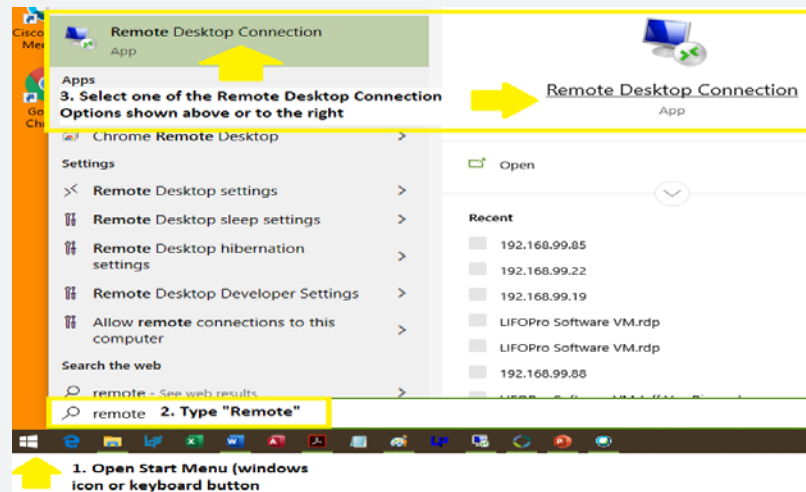 Cisco
Me
Go
Ch
Remote Desktop Connection
App
Apps
3. Select one of the Remote Desktop Connection
Options shown above or to the right
Chrome Remote Desktop
Settings
Remote Desktop settings
Remote Desktop sleep settings
Remote Desktop hibernation
settings
Remote Desktop Developer Settings
Allow remote connections to this
computer
Search the web
remote - See web results
remote 2. Type "Remote"
1. Open Start Menu (windows
icon or keyboard button
Remote Desktop Connection
App
Open
Recent
192.168.99.85
192.168.99.22
192.168.99.19
LIFOPro Software VM.rdp
LIFOPro Software VM.rdp
192.168.99.88